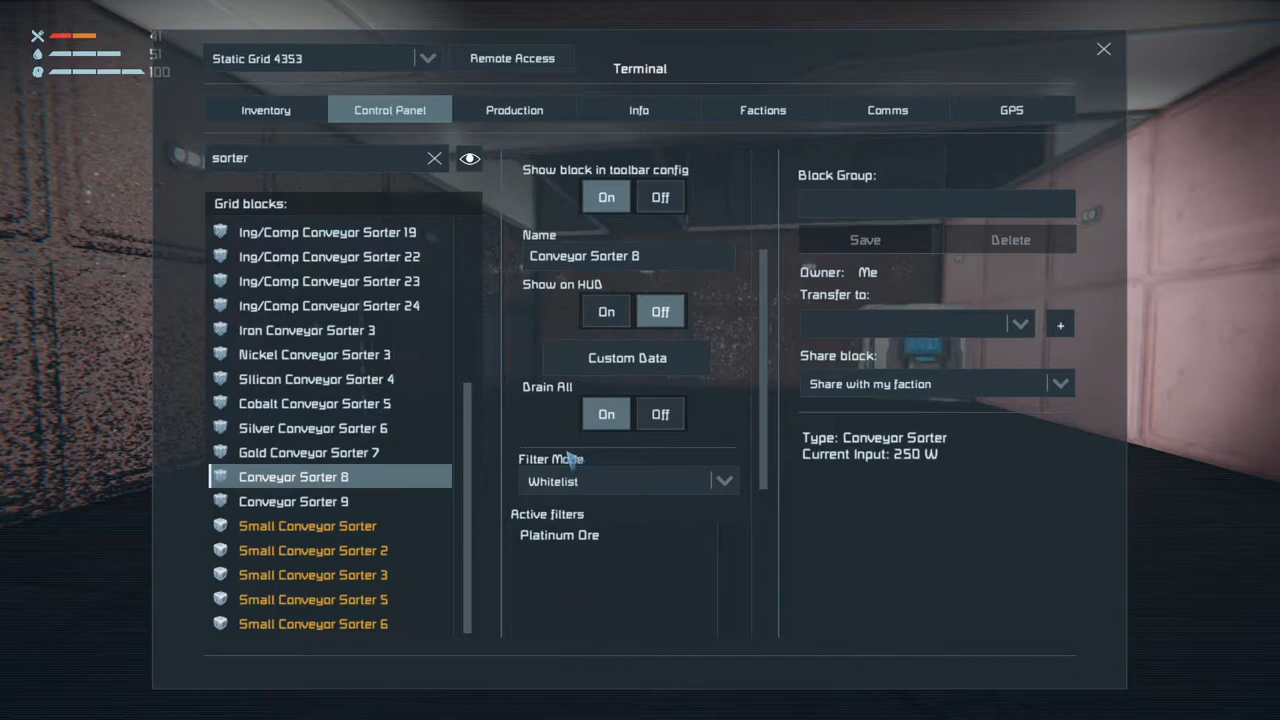 41
51
100
Static Grid 4353
Remote Access
Terminal
Inventory
Control Panel
Production
Info
Factions
Comms
GPS
sorter
Grid blocks:
Ing/Comp Conveyor Sorter 19
Ing/Comp Conveyor Sorter 22
Ing/Comp Conveyor Sorter 23
Ing/Comp Conveyor Sorter 24
Iron Conveyor Sorter 3
Nickel Conveyor Sorter 3
Silicon Conveyor Sorter 4
Cobalt Conveyor Sorter 5
Silver Conveyor Sorter 6
Gold Conveyor Sorter 7
Conveyor Sorter 8
Conveyor Sorter 9
Small Conveyor Sorter
Small Conveyor Sorter 2
Small Conveyor Sorter 3
Small Conveyor Sorter 5
Small Conveyor Sorter 6
Show block in toolbar config
On Off
Name
Conveyor Sorter 8
Show on HUD
On Off
Custom Data
Drain All
On Off
Filter Mode
Whitelist
Active filters
Platinum Ore
Block Group:
Save Delete
Owner: Me
Transfer to:
+
Share block:
Share with my faction
Type: Conveyor Sorter
Current Input: 250 W